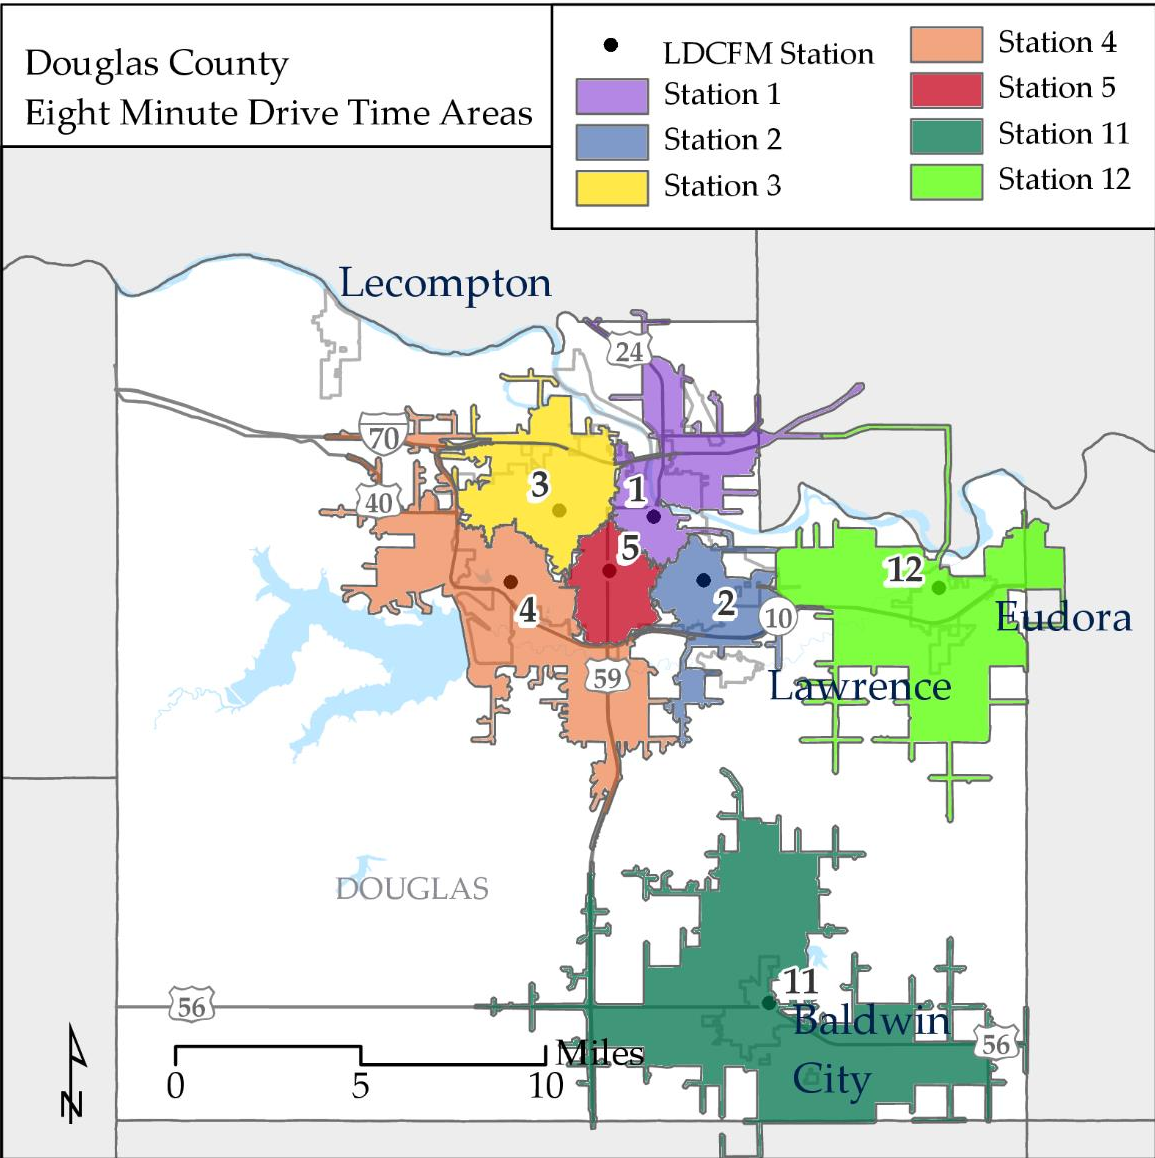 Douglas County
Eight Minute Drive Time Areas
LDCFM Station
Station 1
Station 2
Station 3
Station 4
Station 5
Station 11
Station 12
Lecompton
24
70
40
3
1
5
12
4
2
10
Eudora
59
Lawrence
DOUGLAS
11
56
Baldwin
City
56
Miles
0 5 10
N